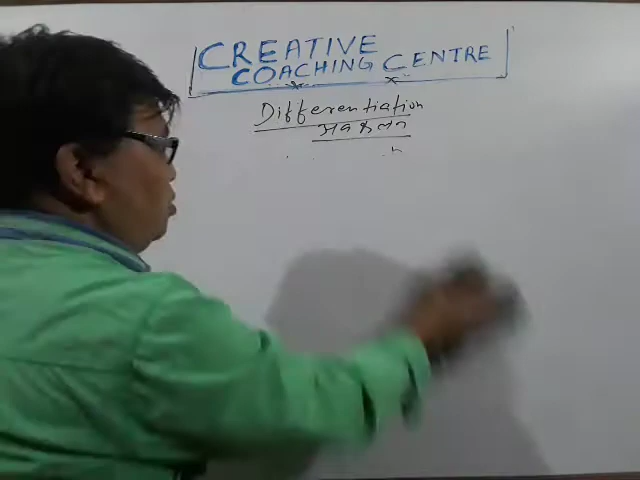 CREATIVE
COACHING CENTRE
Differentiation
अवकलन